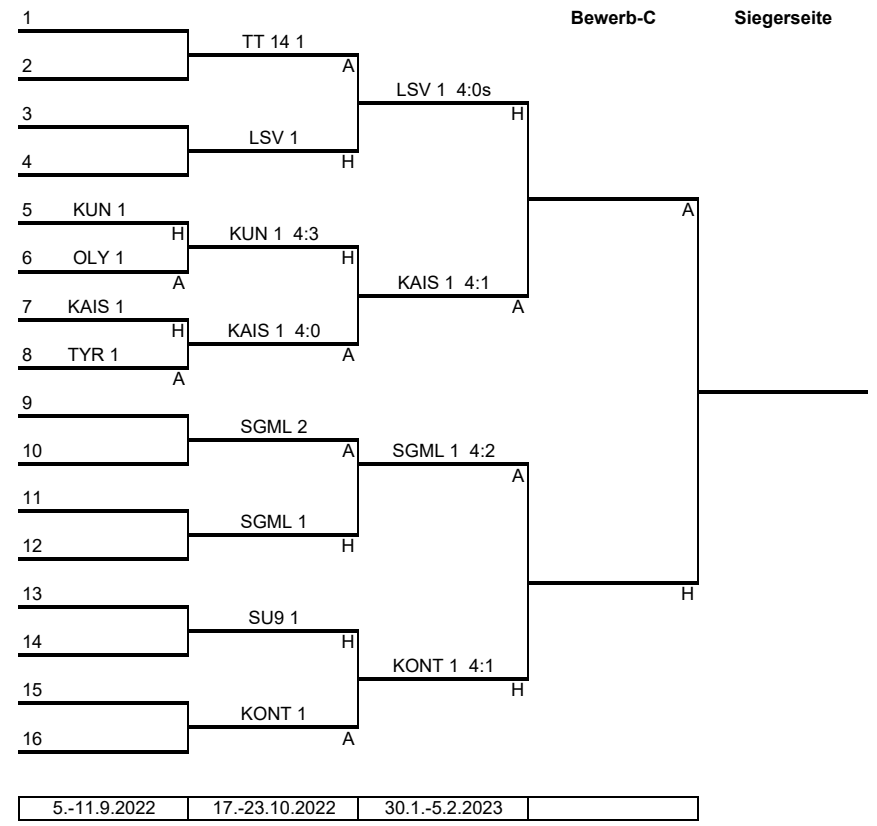 1
Bewerb-C Siegerseite
TT 14 1
2
A
LSV 1 4:0s
3
H
LSV 1
4
H
5 KUN 1
A
H
KUN 1 4:3
6 OLY 1
H
A
KAIS 1 4:1
7 KAIS 1
A
H
KAIS 1 4:0
8 TYR 1
A
A
9
SGML 2
10
A
SGML 1 4:2
A
11
SGML 1
12
H
13
H
SU9 1
14
H
KONT 1 4:1
15
H
KONT 1
16
A
5.-11.9.2022 17.-23.10.2022 30.1.-5.2.2023